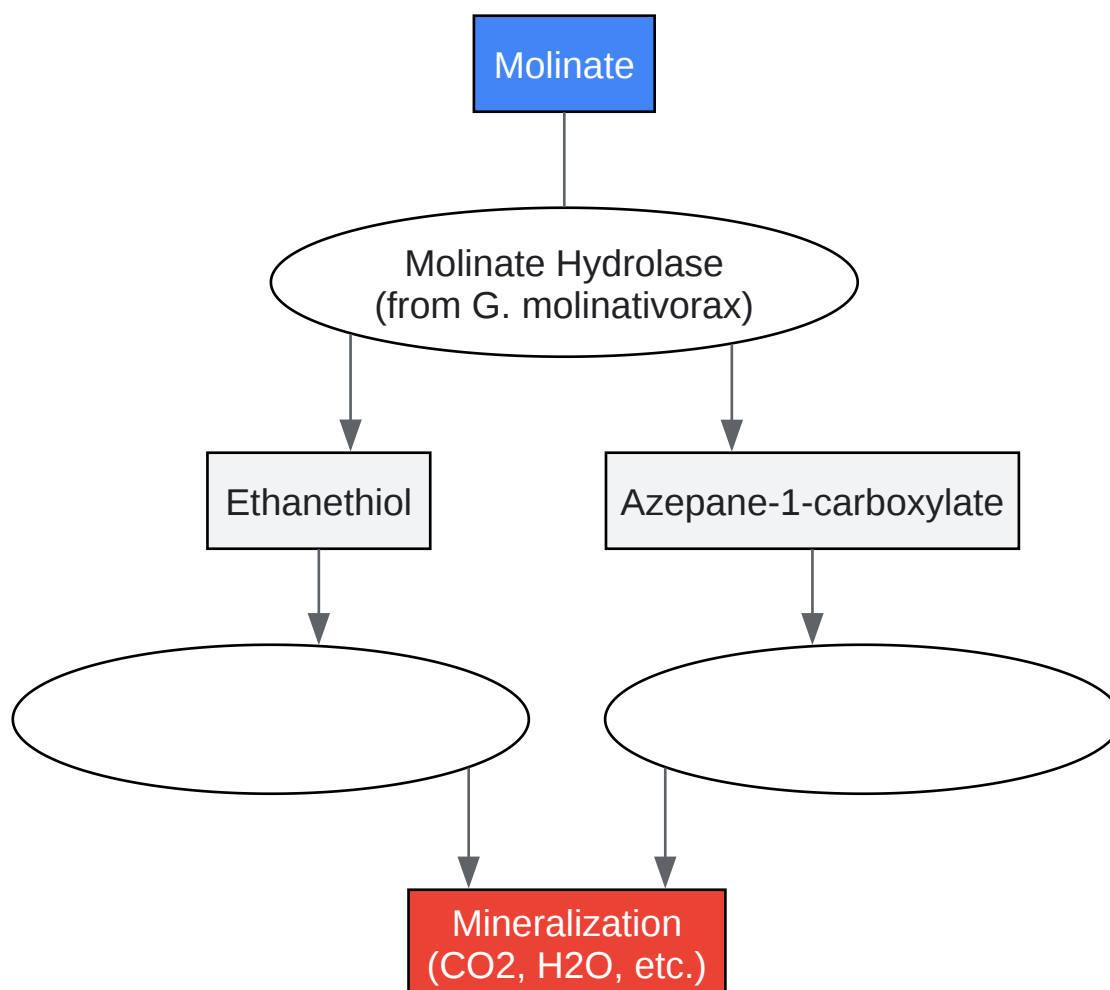 Molinate
Molinate Hydrolase
(from G. molinativorax)
Ethanethiol
Azepane-1-carboxylate
Mineralization
(CO2, H2O, etc.)